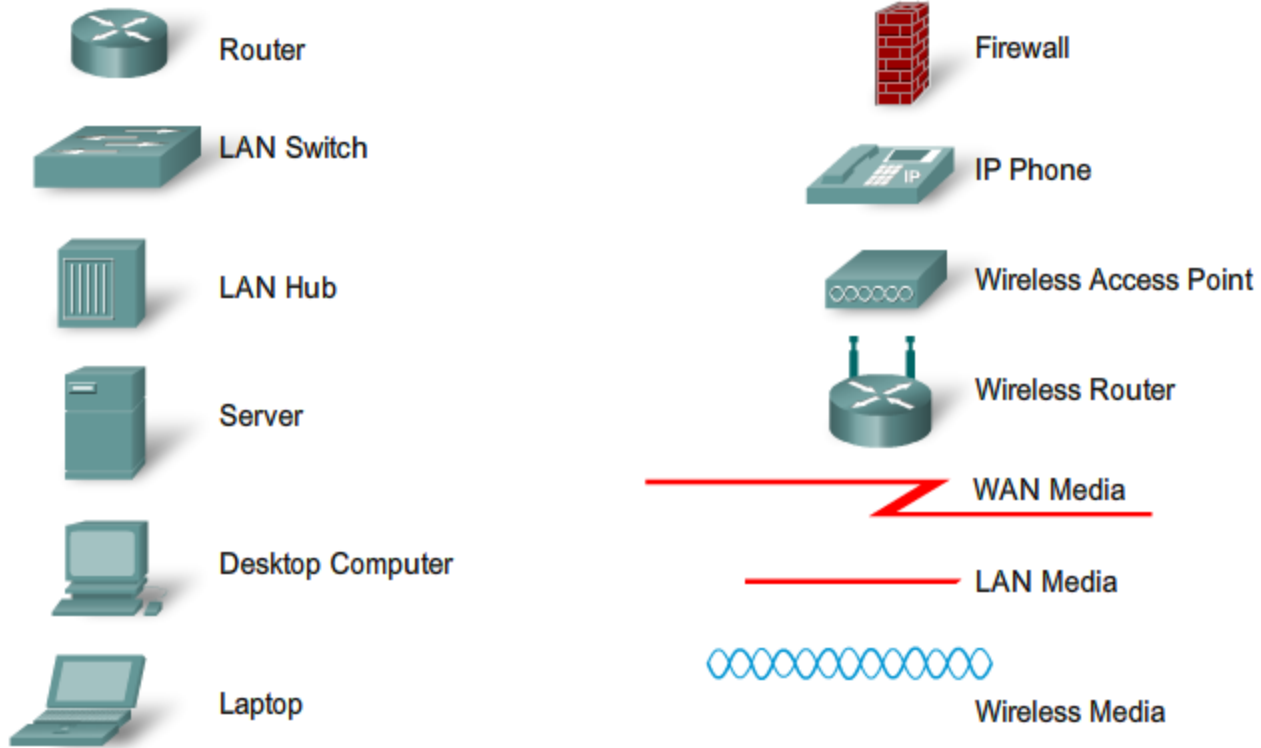 Router
LAN Switch
LAN Hub
Server
Desktop Computer
Laptop
Firewall
IP
IP Phone
Wireless Access Point
Wireless Router
WAN Media
LAN Media
Wireless Media